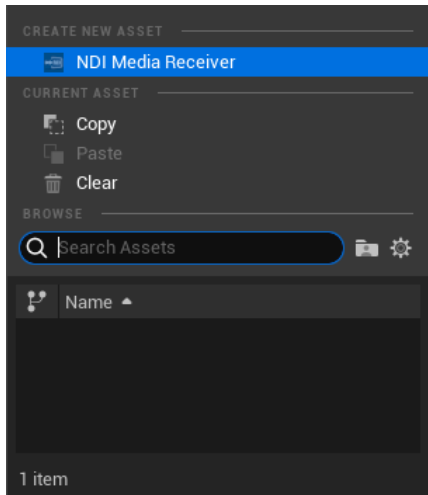 CREATE NEW ASSET
NDI Media Receiver
CURRENT ASSET
Copy
Paste
Clear
BROWSE
Search Assets
Name
1 item